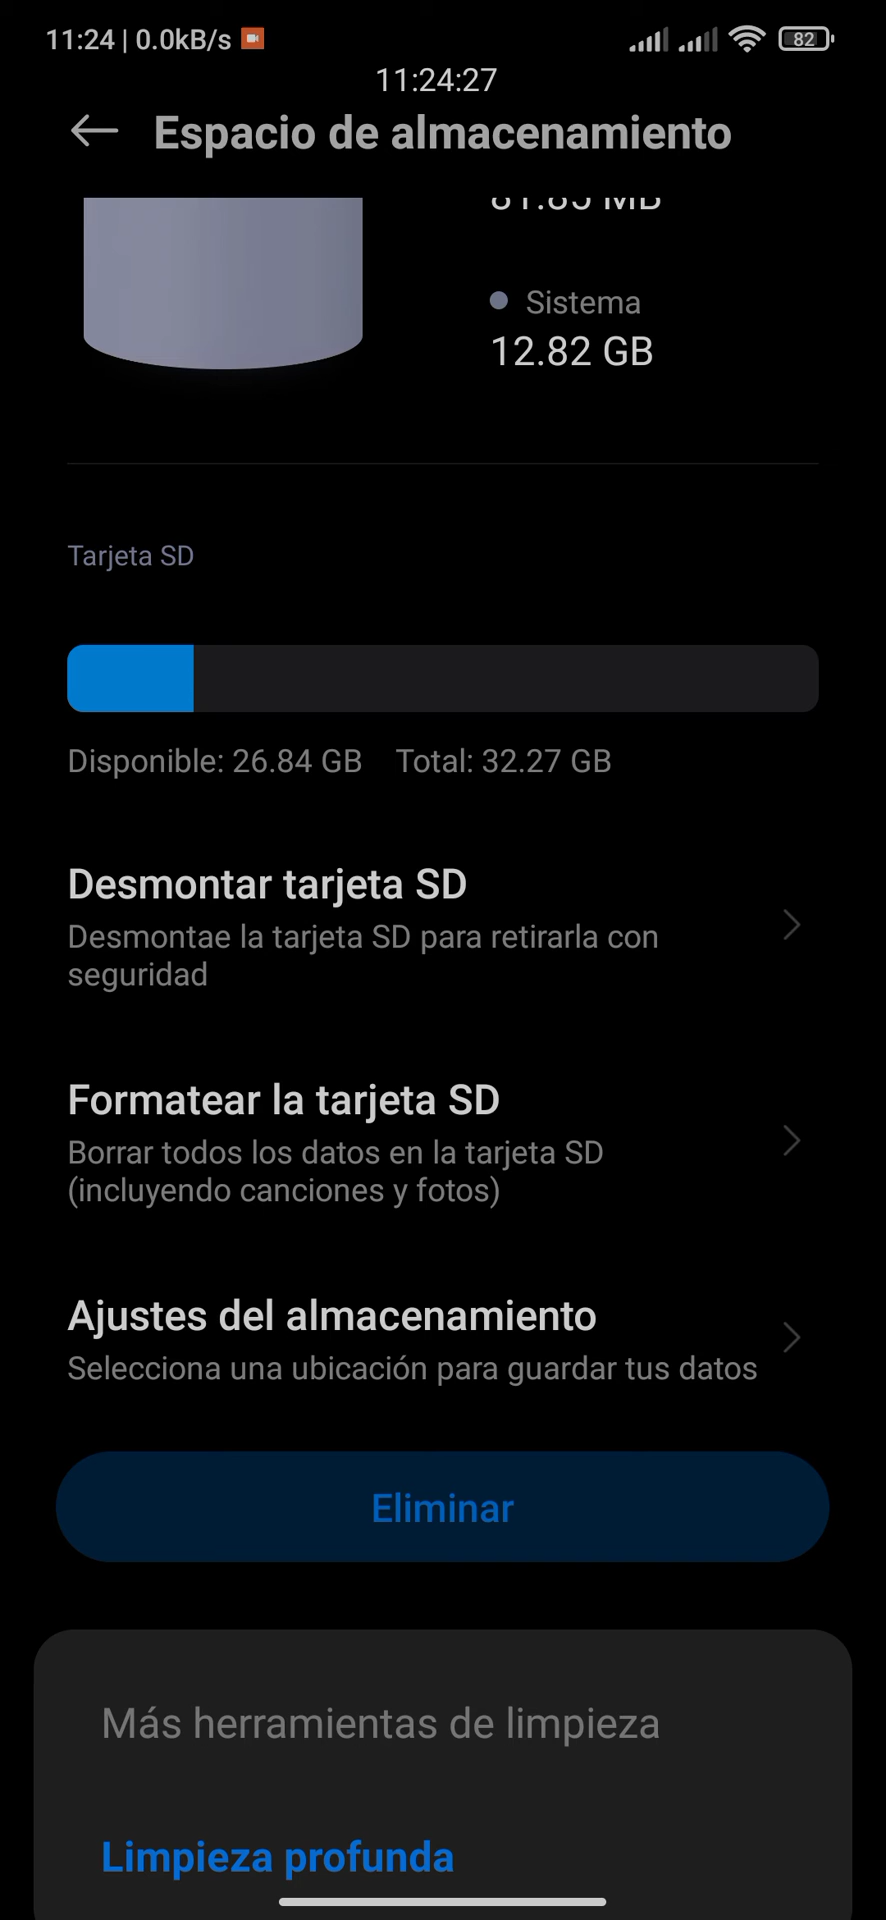 11:24 | 0.0kB/s
82
11:24:27
Espacio de almacenamiento
Sistema
12.82 GB
Tarjeta SD
Disponible: 26.84 GB Total: 32.27 GB
Desmontar tarjeta SD
Desmontae la tarjeta SD para retirarla con
seguridad
Formatear la tarjeta SD
Borrar todos los datos en la tarjeta SD
(incluyendo canciones y fotos)
Ajustes del almacenamiento
Selecciona una ubicación para guardar tus datos
Eliminar
Más herramientas de limpieza
Limpieza profunda